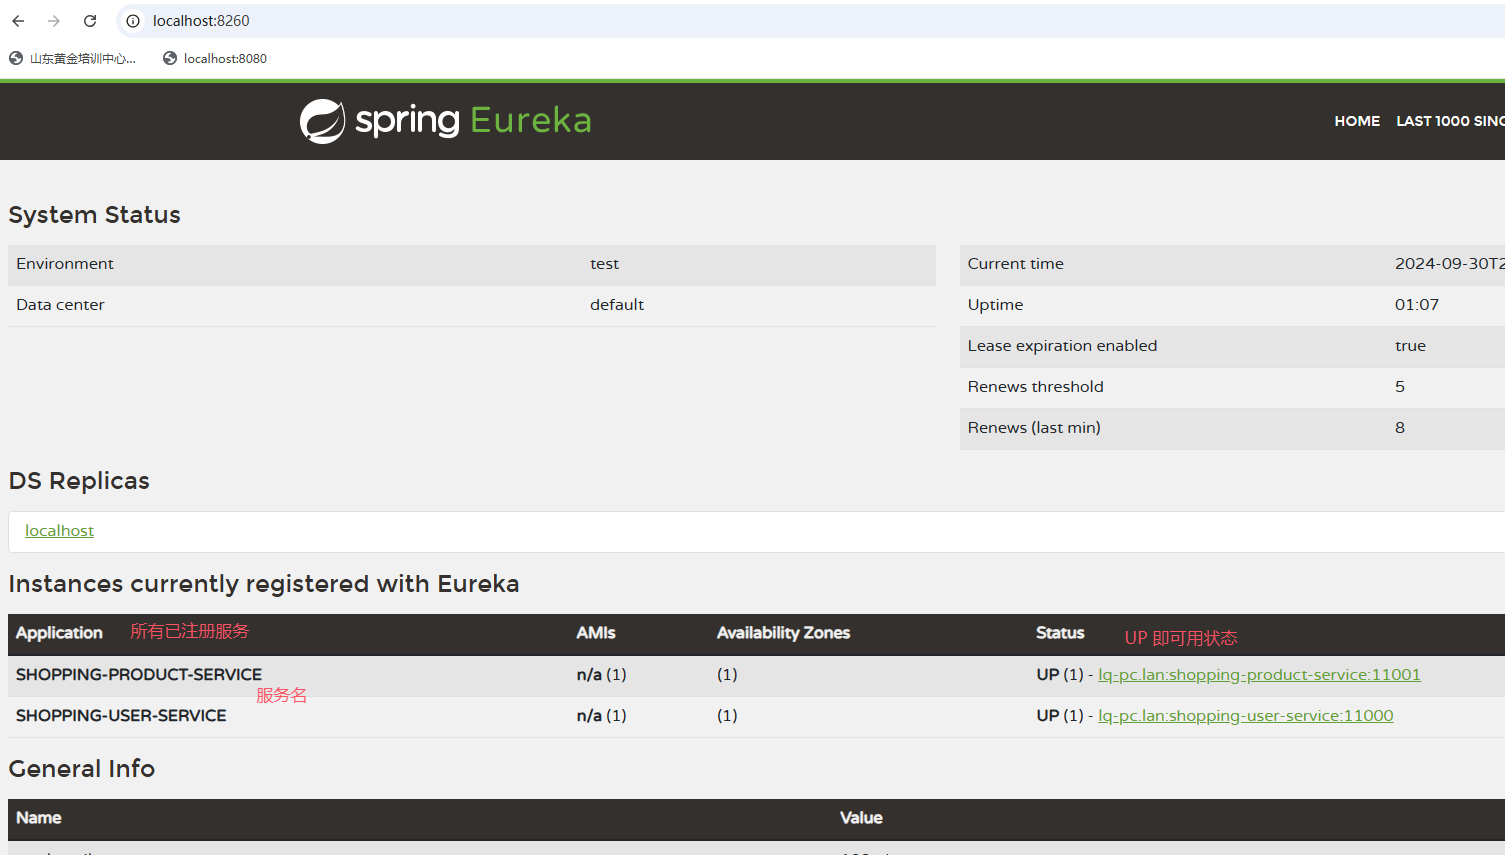 localhost:8260
山东黄金培训中心... localhost:8080
spring Eureka
HOME LAST 1000 SINC
System Status
Environment test
Data center default
Current time 2024-09-30T2
Uptime 01:07
Lease expiration enabled true
Renews threshold 5
Renews (last min) 8
DS Replicas
localhost
Instances currently registered with Eureka
Application 所有已注册服务 AMIs Availability Zones Status UP 即可用状态
SHOPPING-PRODUCT-SERVICE n/a (1) (1) UP (1) - lq-pc.lan:shopping-product-service:11001
服务名
SHOPPING-USER-SERVICE n/a (1) (1) UP (1) - lq-pc.lan:shopping-user-service:11000
General Info
Name Value